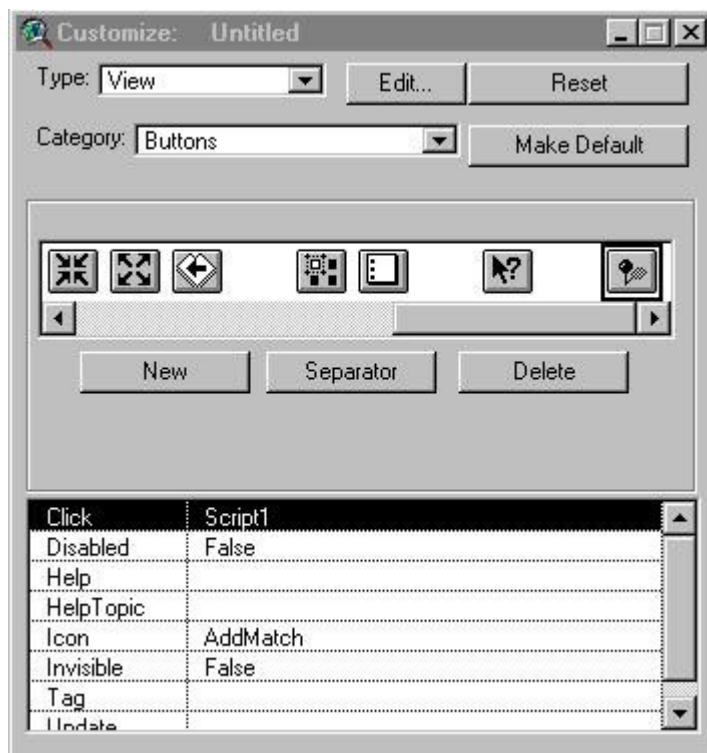 Customize: Untitled
Type: View Edit... Reset
Category: Buttons Make Default
New Separator Delete
Click Script1
Disabled False
Help
HelpTopic
Icon AddMatch
Invisible False
Tag
Update